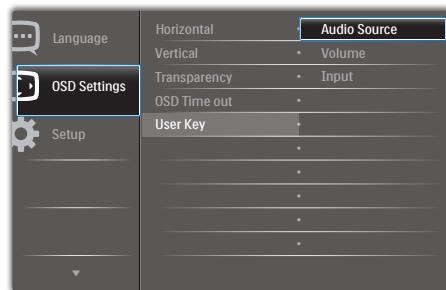 Language
OSD Settings
Setup
Horizontal
Vertical
Transparency
OSD Time out
User Key
Audio Source
Volume
Input